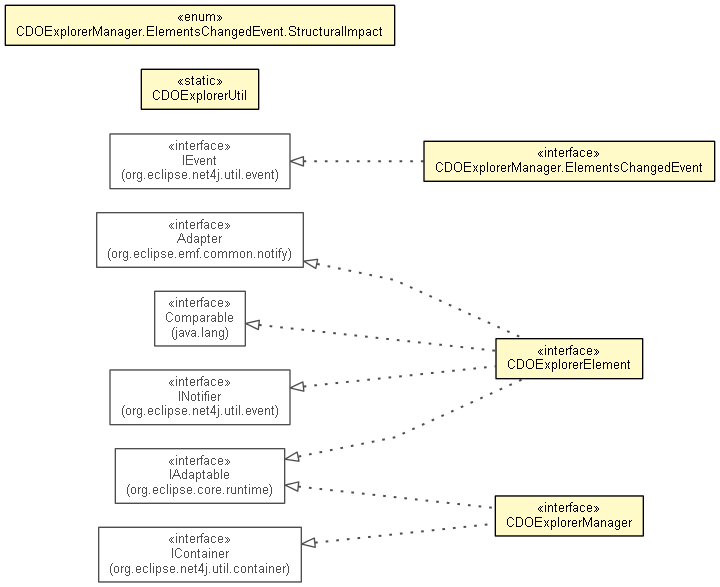 «enum»
CDOExplorerManager.ElementsChangedEvent.StructuralImpact
«static»
CDOExplorerUtil
«interface»
IEvent
(org.eclipse.net4j.util.event)
«interface»
CDOExplorerManager.ElementsChangedEvent
«interface»
Adapter
(org.eclipse.emf.common.notify)
«interface»
Comparable
(java.lang)
«interface»
CDOExplorerElement
«interface»
INotifier
(org.eclipse.net4j.util.event)
«interface»
IAdaptable
(org.eclipse.core.runtime)
«interface»
CDOExplorerManager
«interface»
IContainer
(org.eclipse.net4j.util.container)